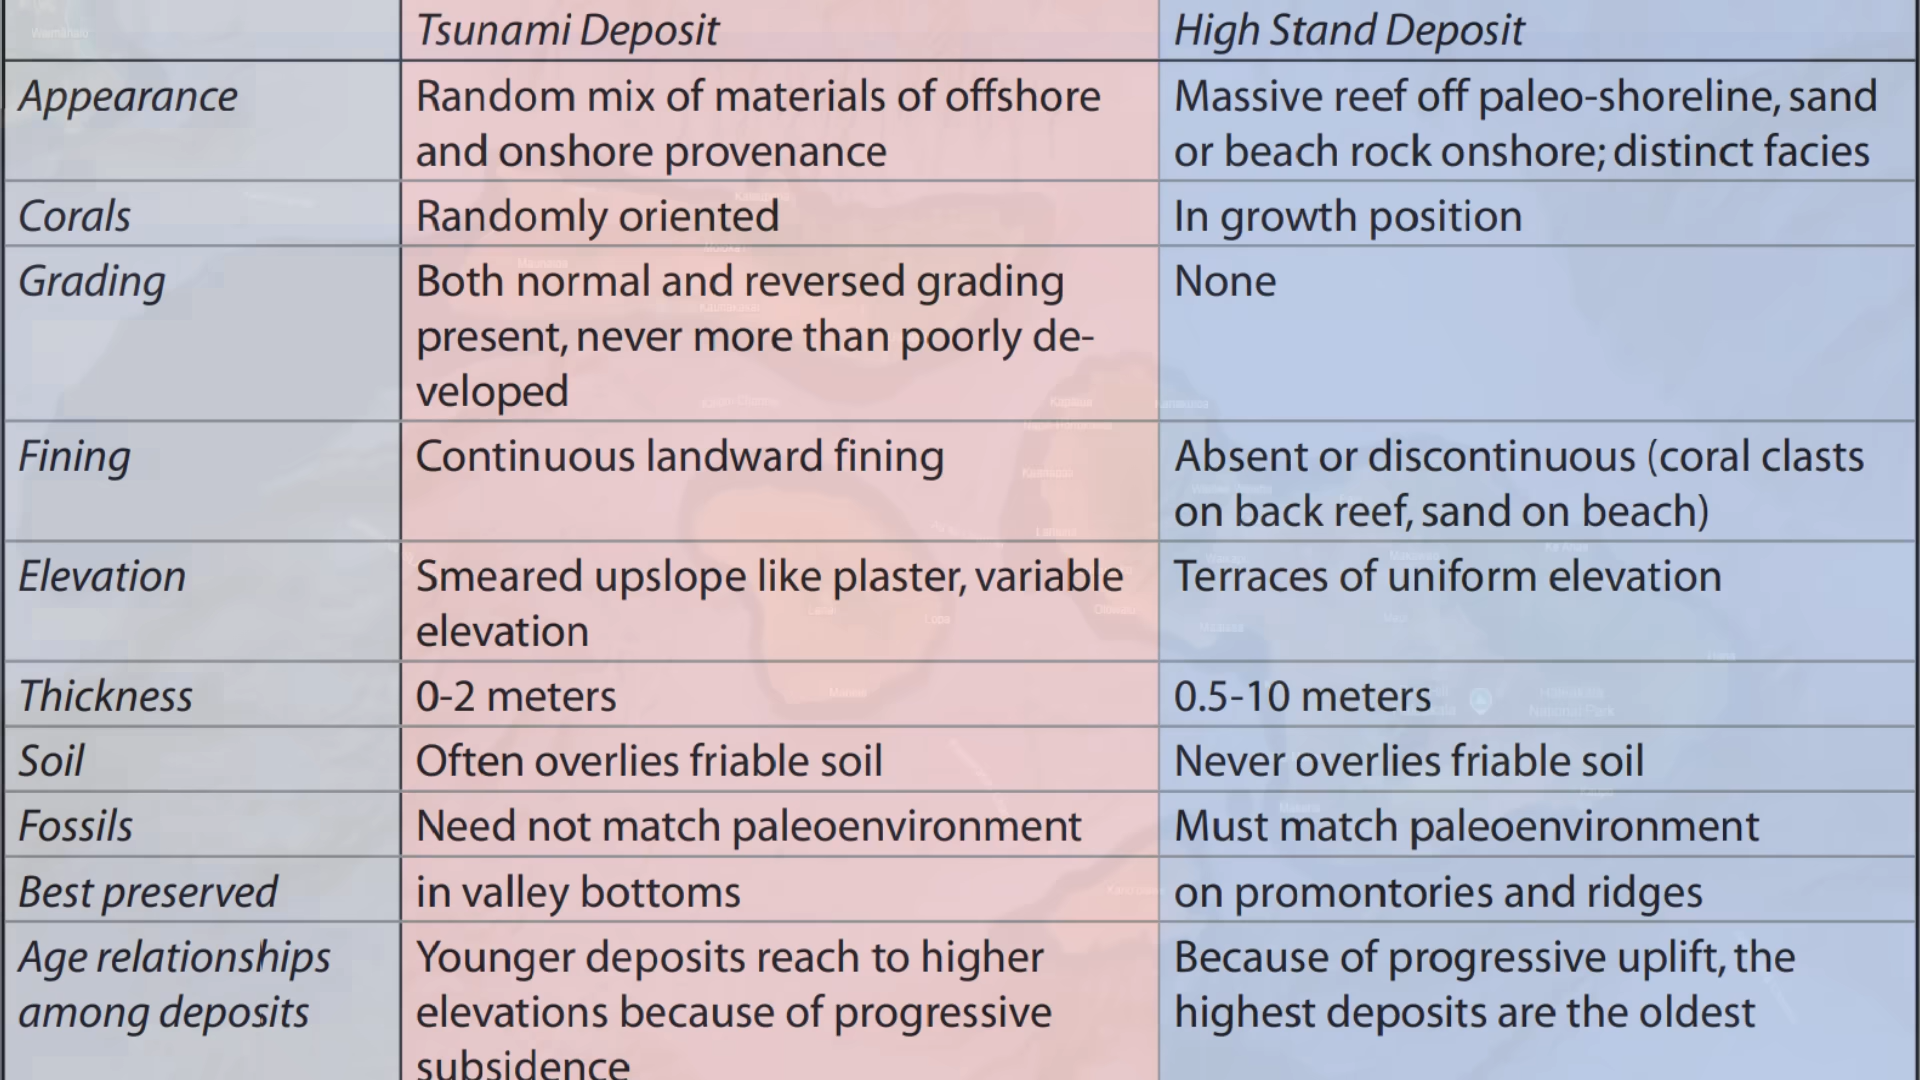 Tsunami Deposit
High Stand Deposit
Appearance
Random mix of materials of offshore
and onshore provenance
Massive reef off paleo-shoreline, sand
or beach rock onshore; distinct facies
Corals
Randomly oriented
In growth position
Grading
Both normal and reversed grading
present, never more than poorly de-
veloped
None
Fining
Continuous landward fining
Absent or discontinuous (coral clasts
on back reef, sand on beach)
Elevation
Smeared upslope like plaster, variable
elevation
Terraces of uniform elevation
Thickness
0-2 meters
0.5-10 meters
Soil
Often overlies friable soil
Never overlies friable soil
Fossils
Need not match paleoenvironment
Must match paleoenvironment
Best preserved
in valley bottoms
on promontories and ridges
Age relationships
among deposits
Younger deposits reach to higher
elevations because of progressive
subsidence
Because of progressive uplift, the
highest deposits are the oldest